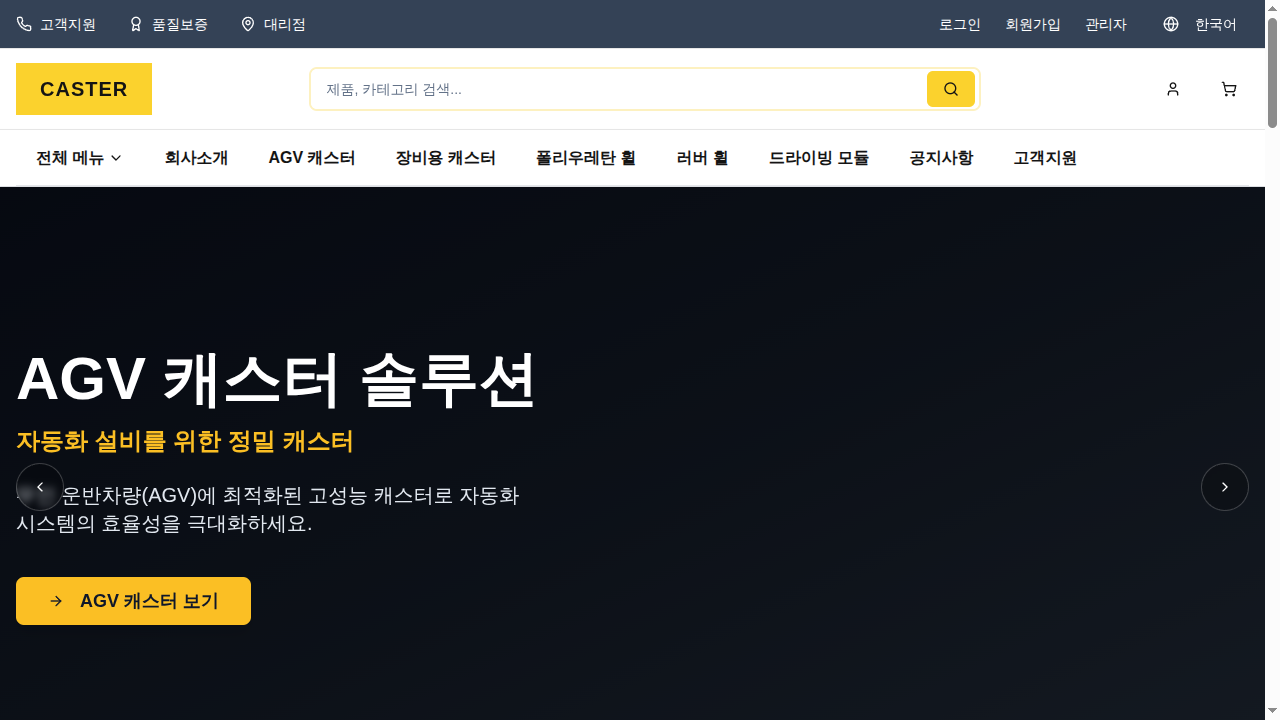 고객지원 품질보증 대리점 로그인 회원가입 관리자 한국어
CASTER 제품, 카테고리 검색...
전체 메뉴 회사소개 AGV 캐스터 장비용 캐스터 폴리우레탄 휠 러버 휠 드라이빙 모듈 공지사항 고객지원
AGV 캐스터 솔루션
자동화 설비를 위한 정밀 캐스터
운반차량(AGV)에 최적화된 고성능 캐스터로 자동화
시스템의 효율성을 극대화하세요.
AGV 캐스터 보기